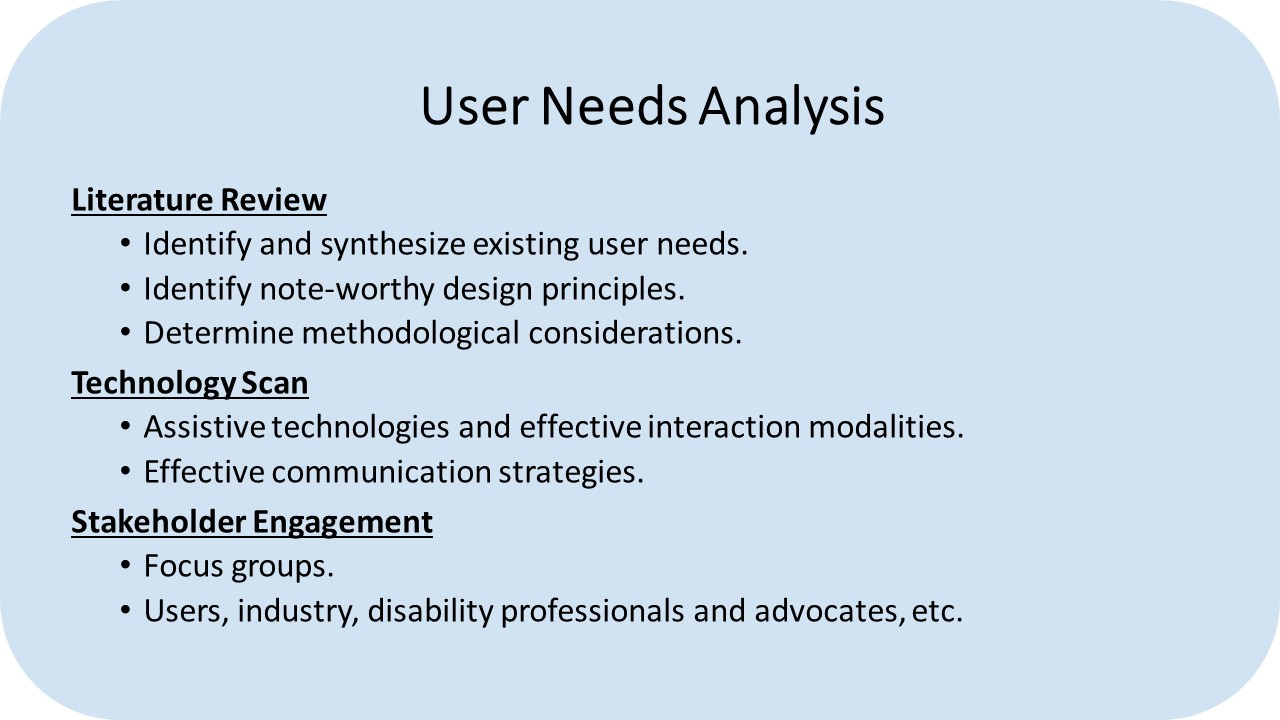 User Needs Analysis
Literature Review
• Identify and synthesize existing user needs.
• Identify note-worthy design principles.
• Determine methodological considerations.
Technology Scan
• Assistive technologies and effective interaction modalities.
• Effective communication strategies.
Stakeholder Engagement
• Focus groups.
• Users, industry, disability professionals and advocates, etc.